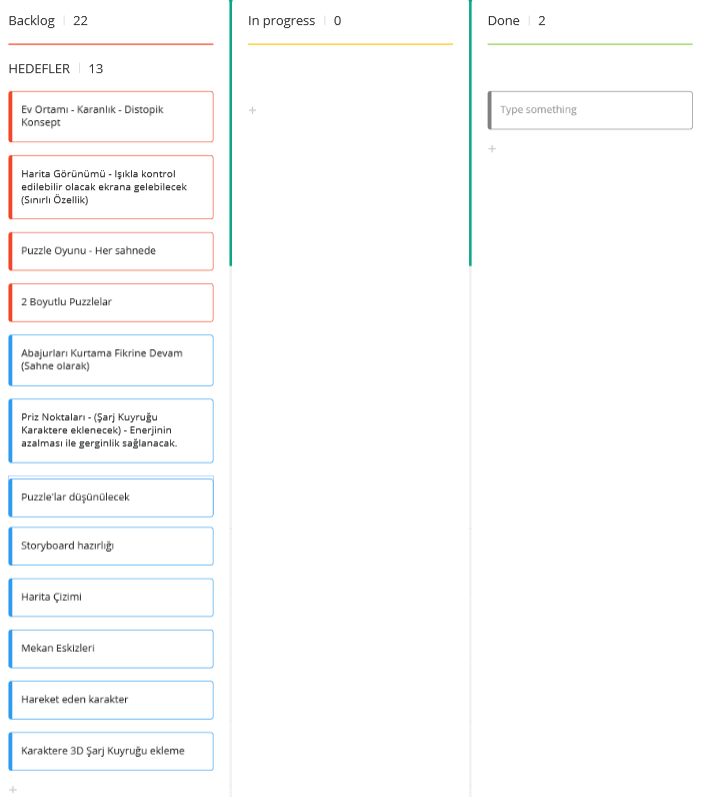 Backlog 22
In progress 0
Done 2
HEDEFLER 13
Ev Ortamı - Karanlık - Distopik
Konsept
Harita Görünümü - Işıkla kontrol
edilebilir olacak ekrana gelebilecek
(Sınırlı Özellik)
Puzzle Oyunu - Her sahnede
2 Boyutlu Puzzlelar
Abajurları Kurtama Fikrine Devam
(Sahne olarak)
Priz Noktaları - (Şarj Kuyruğu
Karaktere eklenecek) - Enerjinin
azalması ile gerginlik sağlanacak.
Puzzle'lar düşünülecek
Storyboard hazırlığı
Harita Çizimi
Mekan Eskizleri
Hareket eden karakter
Karaktere 3D Şarj Kuyruğu ekleme
+
+
Type something
+